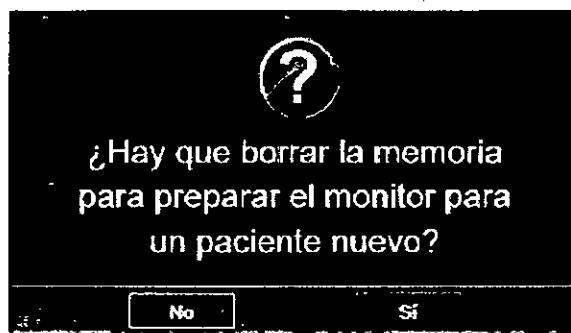 ?
¿Hay que borrar la memoria
para preparar el monitor para
un paciente nuevo?
No Sí